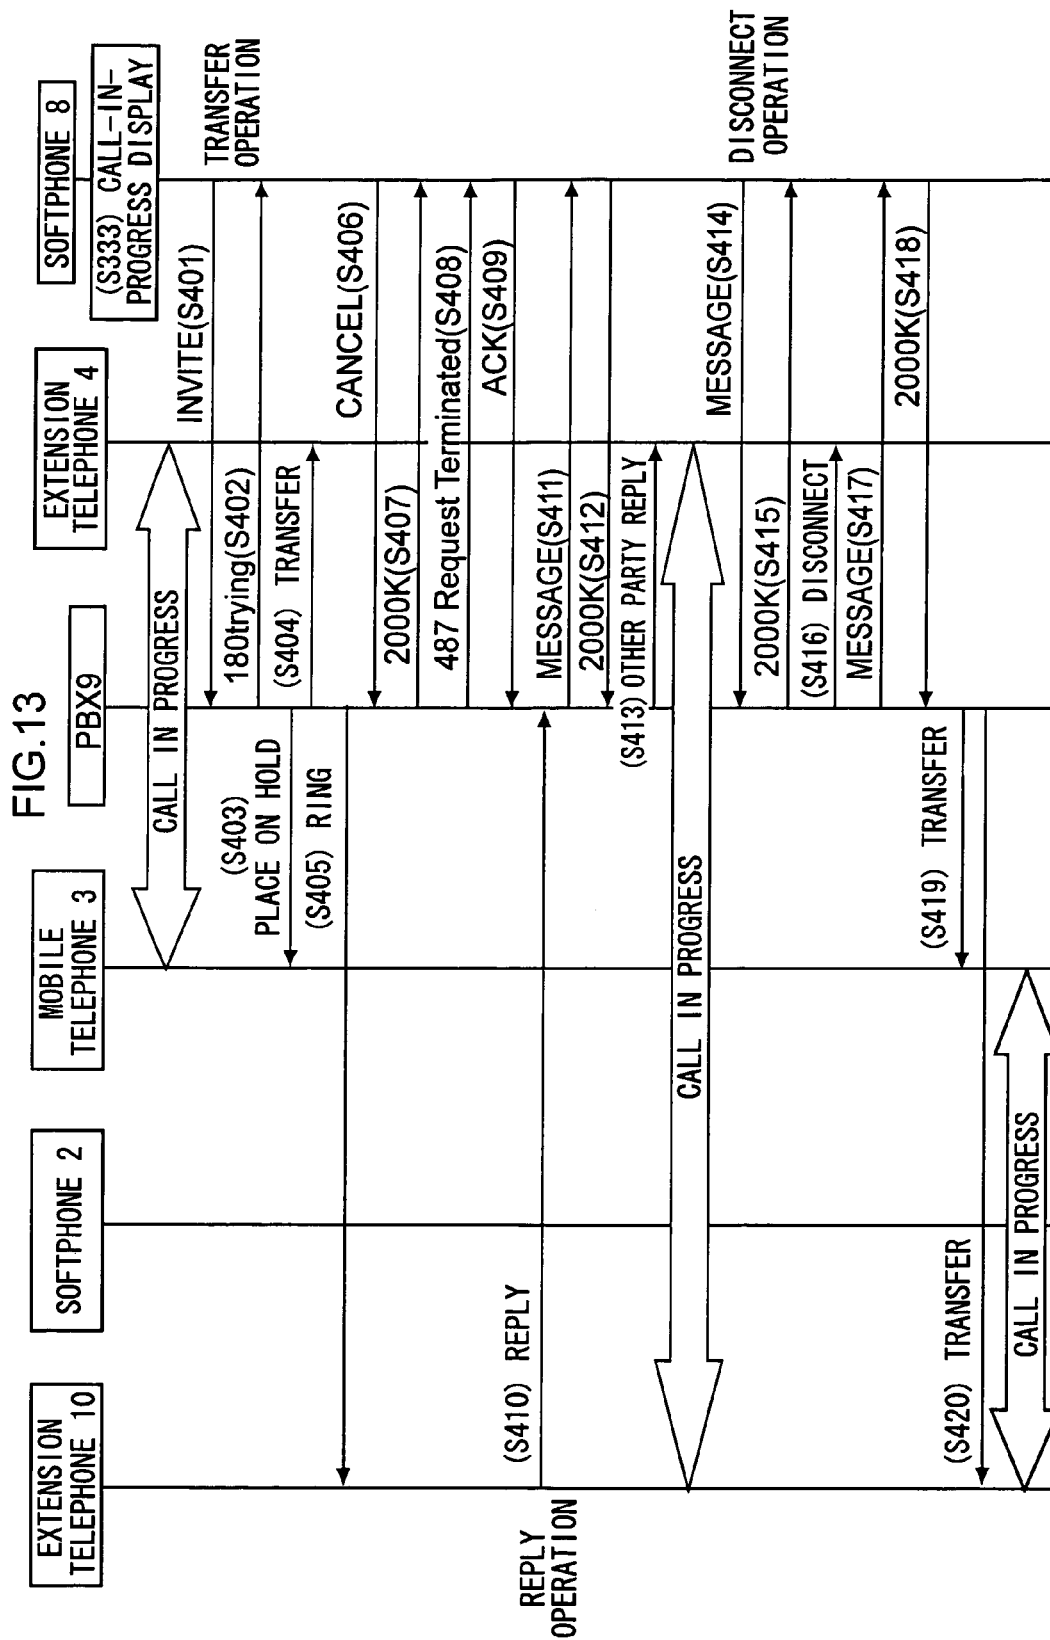 FIG.13
EXTENSION
TELEPHONE 10
SOFTPHONE 2
MOBILE
TELEPHONE 3
PBX9
EXTENSION
TELEPHONE 4
SOFTPHONE 8
(S333) CALL-IN-
PROGRESS DISPLAY
CALL IN PROGRESS
INVITE(S401)
TRANSFER
OPERATION
180trying(S402)
(S403)
PLACE ON HOLD
(S404) TRANSFER
(S405) RING
CANCEL(S406)
2000K(S407)
487 Request Terminated(S408)
ACK(S409)
REPLY
OPERATION
(S410) REPLY
MESSAGE(S411)
2000K(S412)
(S413) OTHER PARTY REPLY
CALL IN PROGRESS
MESSAGE(S414)
DISCONNECT
OPERATION
2000K(S415)
(S416) DISCONNECT
MESSAGE(S417)
2000K(S418)
(S419) TRANSFER
(S420) TRANSFER
CALL IN PROGRESS